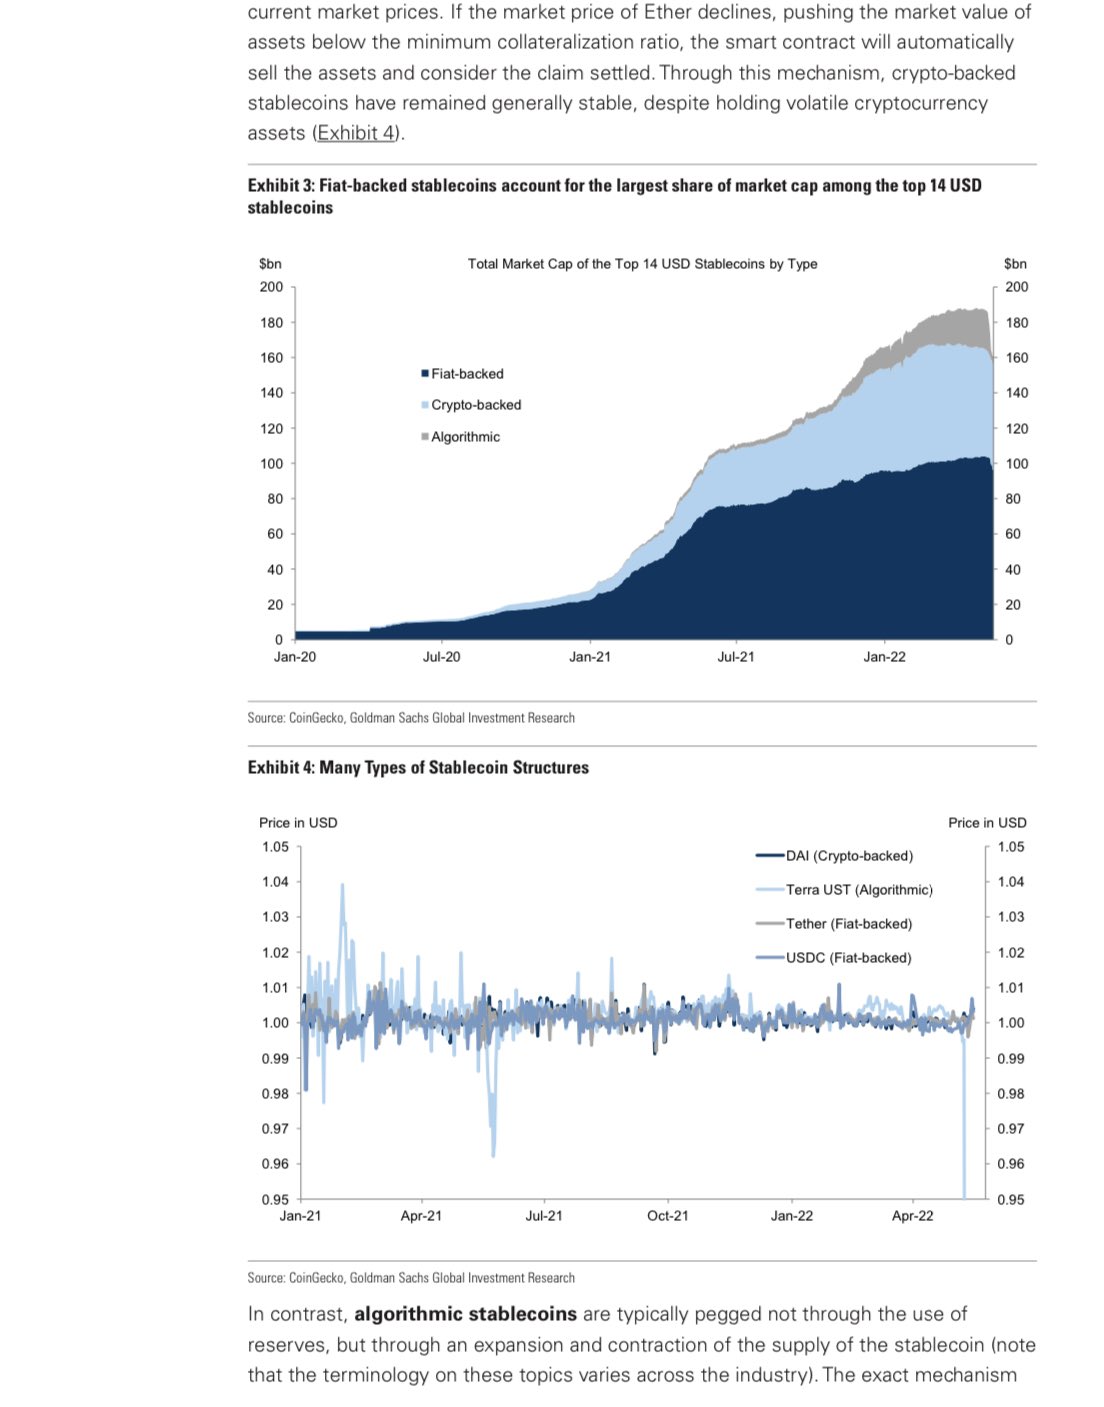 current market prices. If the market price of Ether declines, pushing the market value of
assets below the minimum collateralization ratio, the smart contract will automatically
sell the assets and consider the claim settled. Through this mechanism, crypto-backed
stablecoins have remained generally stable, despite holding volatile cryptocurrency
assets (Exhibit 4).
Exhibit 3: Fiat-backed stablecoins account for the largest share of market cap among the top 14 USD
stablecoins
$bn Total Market Cap of the Top 14 USD Stablecoins by Type $bn
200 200
180 180
160 160
Fiat-backed
140 140
Crypto-backed
120 120
Algorithmic
100 100
80 80
60 60
40 40
20 20
0 0
Jan-20 Jul-20 Jan-21 Jul-21 Jan-22
Source: CoinGecko, Goldman Sachs Global Investment Research
Exhibit 4: Many Types of Stablecoin Structures
Price in USD Price in USD
1.05 1.05
DAI (Crypto-backed)
1.04 1.04
Terra UST (Algorithmic)
1.03 1.03
Tether (Fiat-backed)
1.02 1.02
USDC (Fiat-backed)
1.01 1.01
1.00 1.00
0.99 0.99
0.98 0.98
0.97 0.97
0.96 0.96
0.95 0.95
Jan-21 Apr-21 Jul-21 Oct-21 Jan-22 Apr-22
Source: CoinGecko, Goldman Sachs Global Investment Research
In contrast, algorithmic stablecoins are typically pegged not through the use of
reserves, but through an expansion and contraction of the supply of the stablecoin (note
that the terminology on these topics varies across the industry). The exact mechanism